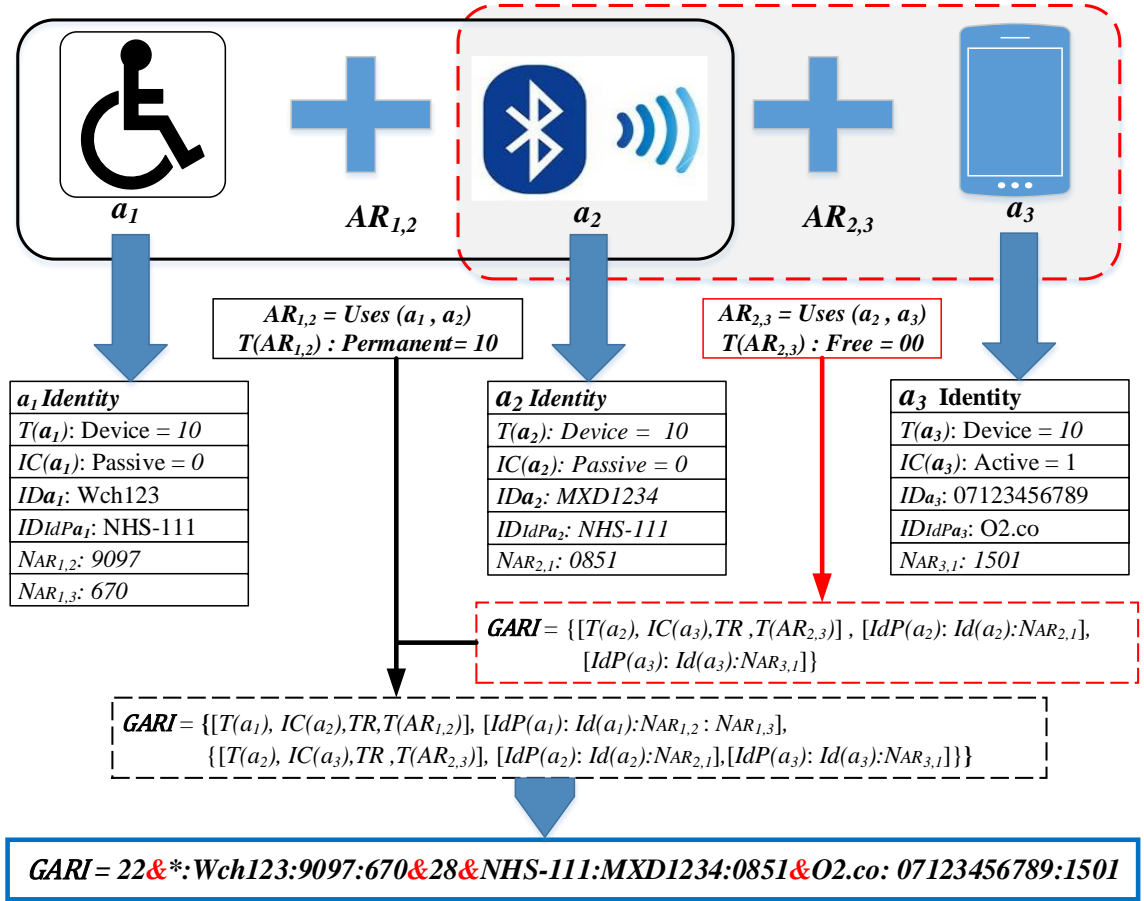 a1
AR1,2
a2
AR2,3
a3
AR1,2 = Uses (a1 , a2)
T(AR1,2) : Permanent= 10
AR2,3 = Uses (a2 , a3)
T(AR2,3) : Free = 00
a1 Identity
T(a1): Device = 10
IC(a1): Passive = 0
IDa1: Wch123
IDIdPa1: NHS-111
NAR1,2: 9097
NAR1,3: 670
a2 Identity
T(a2): Device = 10
IC(a2): Passive = 0
IDa2: MXD1234
IDIdPa2: NHS-111
NAR2,1: 0851
a3 Identity
T(a3): Device = 10
IC(a3): Active = 1
IDa3: 07123456789
IDIdPa3: O2.co
NAR3,1: 1501
GARI = {[T(a2), IC(a3),TR ,T(AR2,3)] , [IdP(a2): Id(a2):NAR2,1],
[IdP(a3): Id(a3):NAR3,1]}
GARI = {[T(a1), IC(a2),TR,T(AR1,2)], [IdP(a1): Id(a1):NAR1,2 : NAR1,3],
{[T(a2), IC(a3),TR ,T(AR2,3)], [IdP(a2): Id(a2):NAR2,1],[IdP(a3): Id(a3):NAR3,1]}}
GARI = 22&*:Wch123:9097:670&28&NHS-111:MXD1234:0851&O2.co: 07123456789:1501